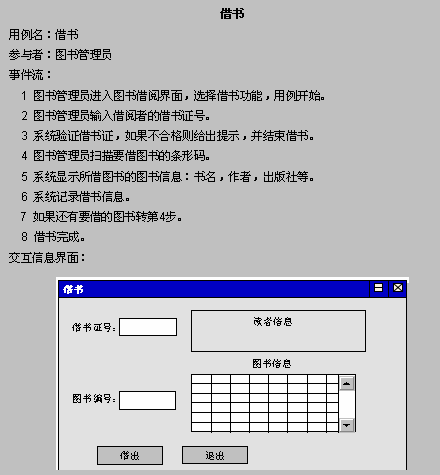 借书
用例名：借书
参与者：图书管理员
事件流：
1 图书管理员进入图书借阅界面，选择借书功能，用例开始。
2 图书管理员输入借阅者的借书证号。
3 系统验证借书证，如果不合格则给出提示，并结束借书。
4 图书管理员扫描要借图书的条形码。
5 系统显示所借图书的图书信息：书名，作者，出版社等。
6 系统记录借书信息。
7 如果还有要借的图书转第4步。
8 借书完成。
交互信息界面：
借书
借书证号：
读者信息
图书信息
图书编号：
借出
退出